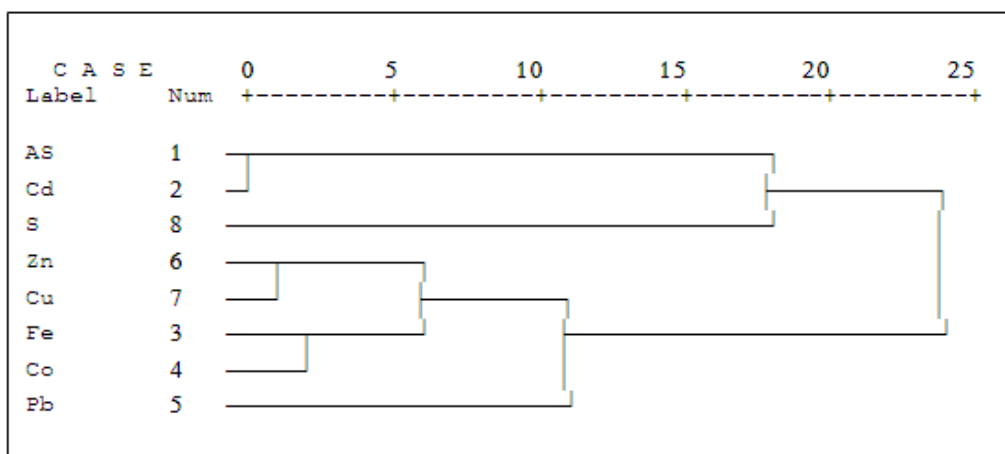 C A S E 0 5 10 15 20 25
Label Num +---------+---------+---------+---------+---------+
AS 1
Cd 2
S 8
Zn 6
Cu 7
Fe 3
Co 4
Pb 5